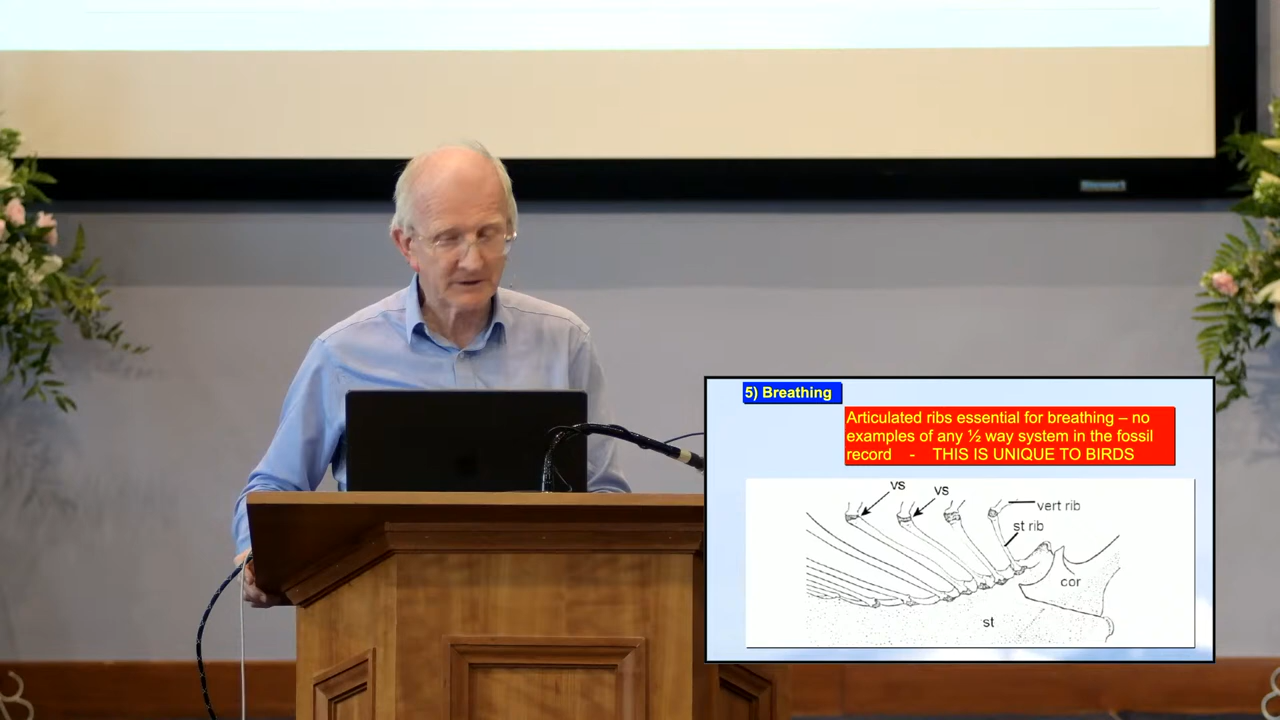 Stewart
5) Breathing
Articulated ribs essential for breathing – no
examples of any ½ way system in the fossil
record - THIS IS UNIQUE TO BIRDS
vs
vs
vert rib
st rib
cor
st